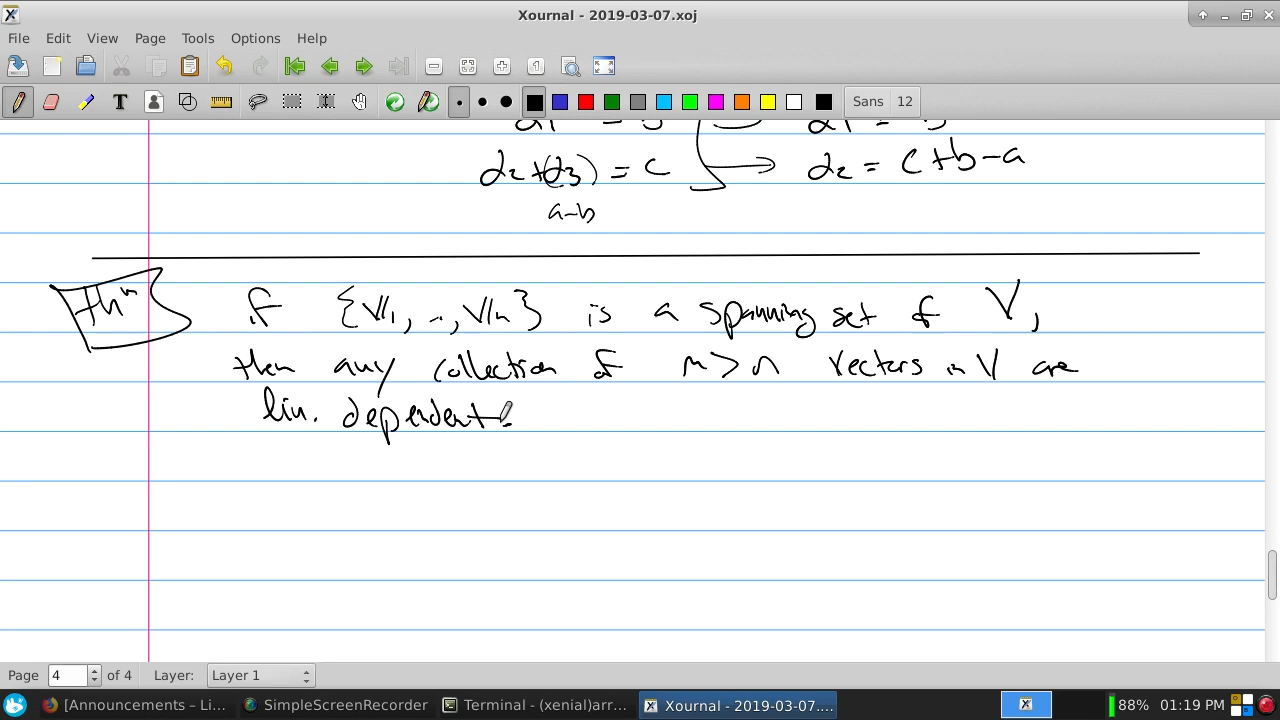 Xournal - 2019-03-07.xoj
File Edit View Page Tools Options Help
Sans 12
α2 + (α3) = c α2 = c + b - a
a-b
thm if {v1, .., vn} is a spanning set of V,
then any collection of m > n vectors in V are
lin. dependent.
Page 4 of 4 Layer: Layer 1
[Announcements – Li... SimpleScreenRecorder Terminal - (xenial)arr... Xournal - 2019-03-07.... 88% 01:19 PM